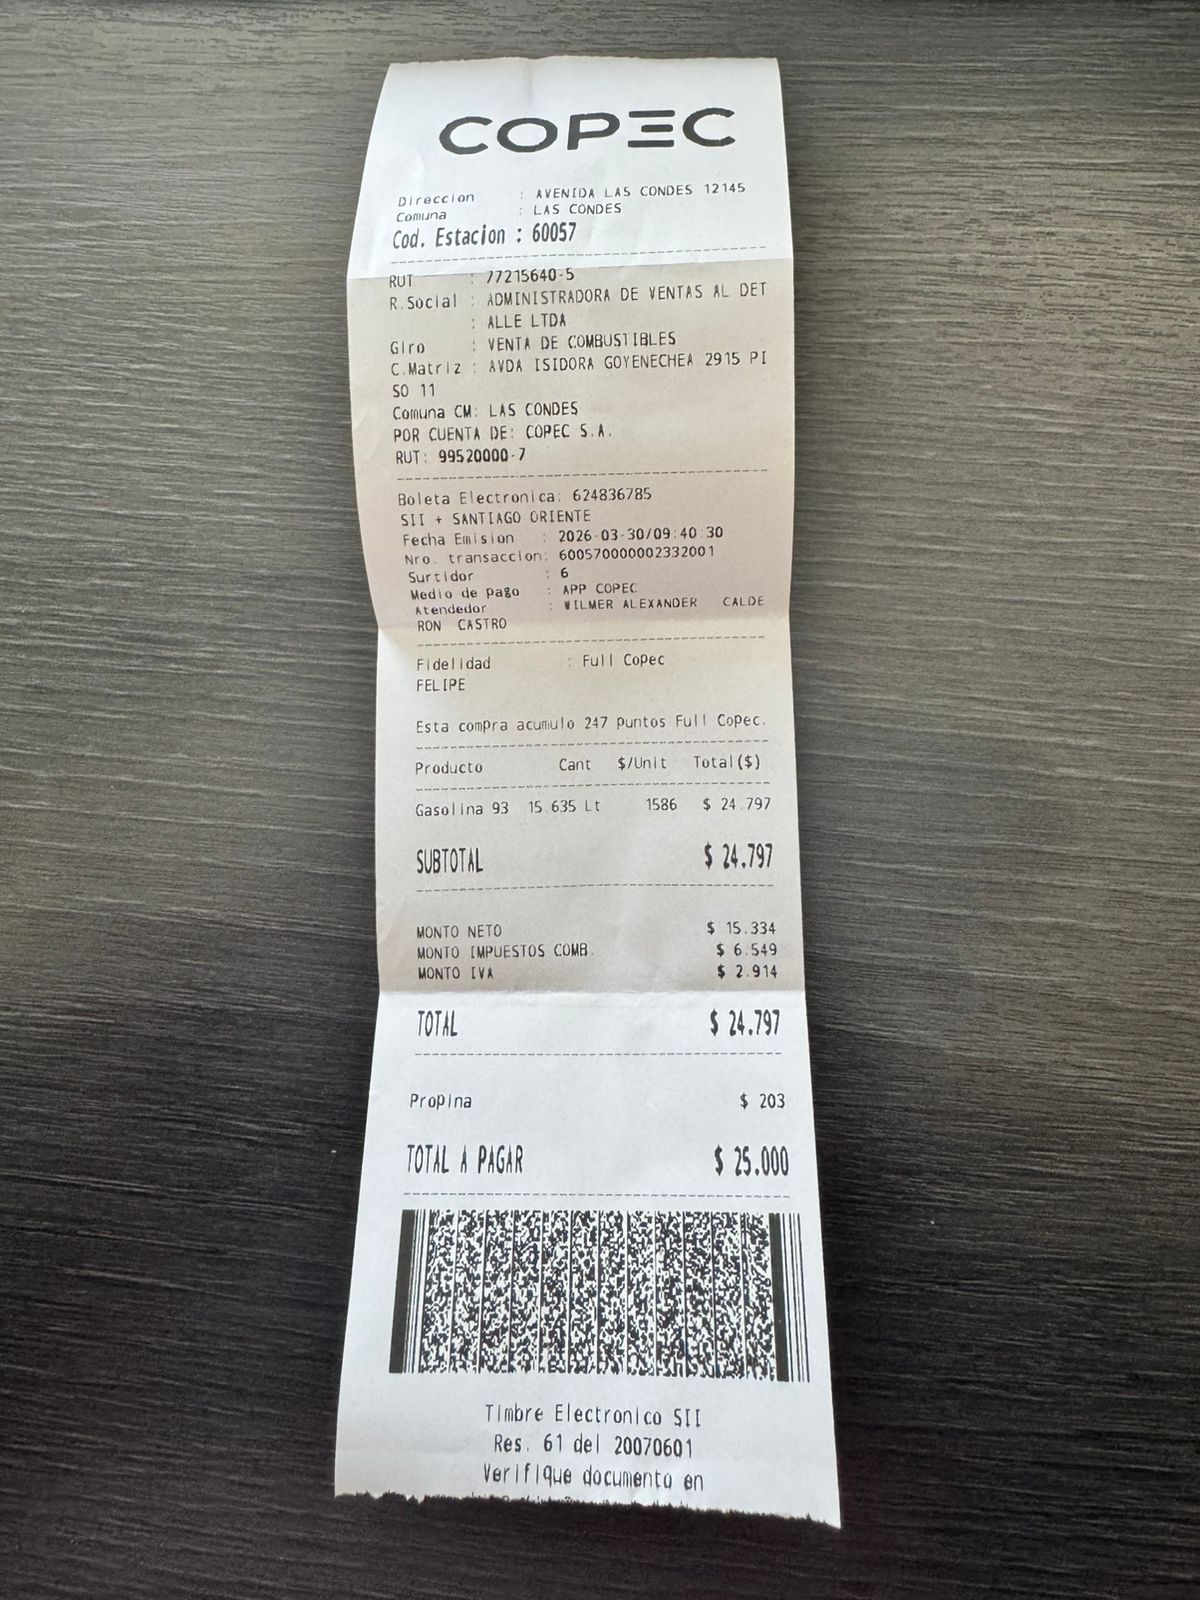 COPEC
Direccion : AVENIDA LAS CONDES 12145
Comuna : LAS CONDES
Cod. Estacion : 60057
RUT : 77215640-5
R.Social : ADMINISTRADORA DE VENTAS AL DET
: ALLE LTDA
Giro : VENTA DE COMBUSTIBLES
C.Matriz : AVDA ISIDORA GOYENECHEA 2915 PI
SO 11
Comuna CM: LAS CONDES
POR CUENTA DE: COPEC S.A.
RUT: 99520000-7
Boleta Electronica: 624836785
SII + SANTIAGO ORIENTE
Fecha Emision : 2026-03-30/09:40:30
Nro. transaccion: 600570000002332001
Surtidor : 6
Medio de pago : APP COPEC
Atendedor : WILMER ALEXANDER CALDE
RON CASTRO
Fidelidad : Full Copec
FELIPE
Esta compra acumulo 247 puntos Full Copec.
Producto Cant $/Unit Total($)
Gasolina 93 15.635 Lt 1586 $ 24.797
SUBTOTAL $ 24.797
MONTO NETO $ 15.334
MONTO IMPUESTOS COMB. $ 6.549
MONTO IVA $ 2.914
TOTAL $ 24.797
Propina $ 203
TOTAL A PAGAR $ 25.000
Timbre Electronico SII
Res. 61 del 20070601
Verifique documento en